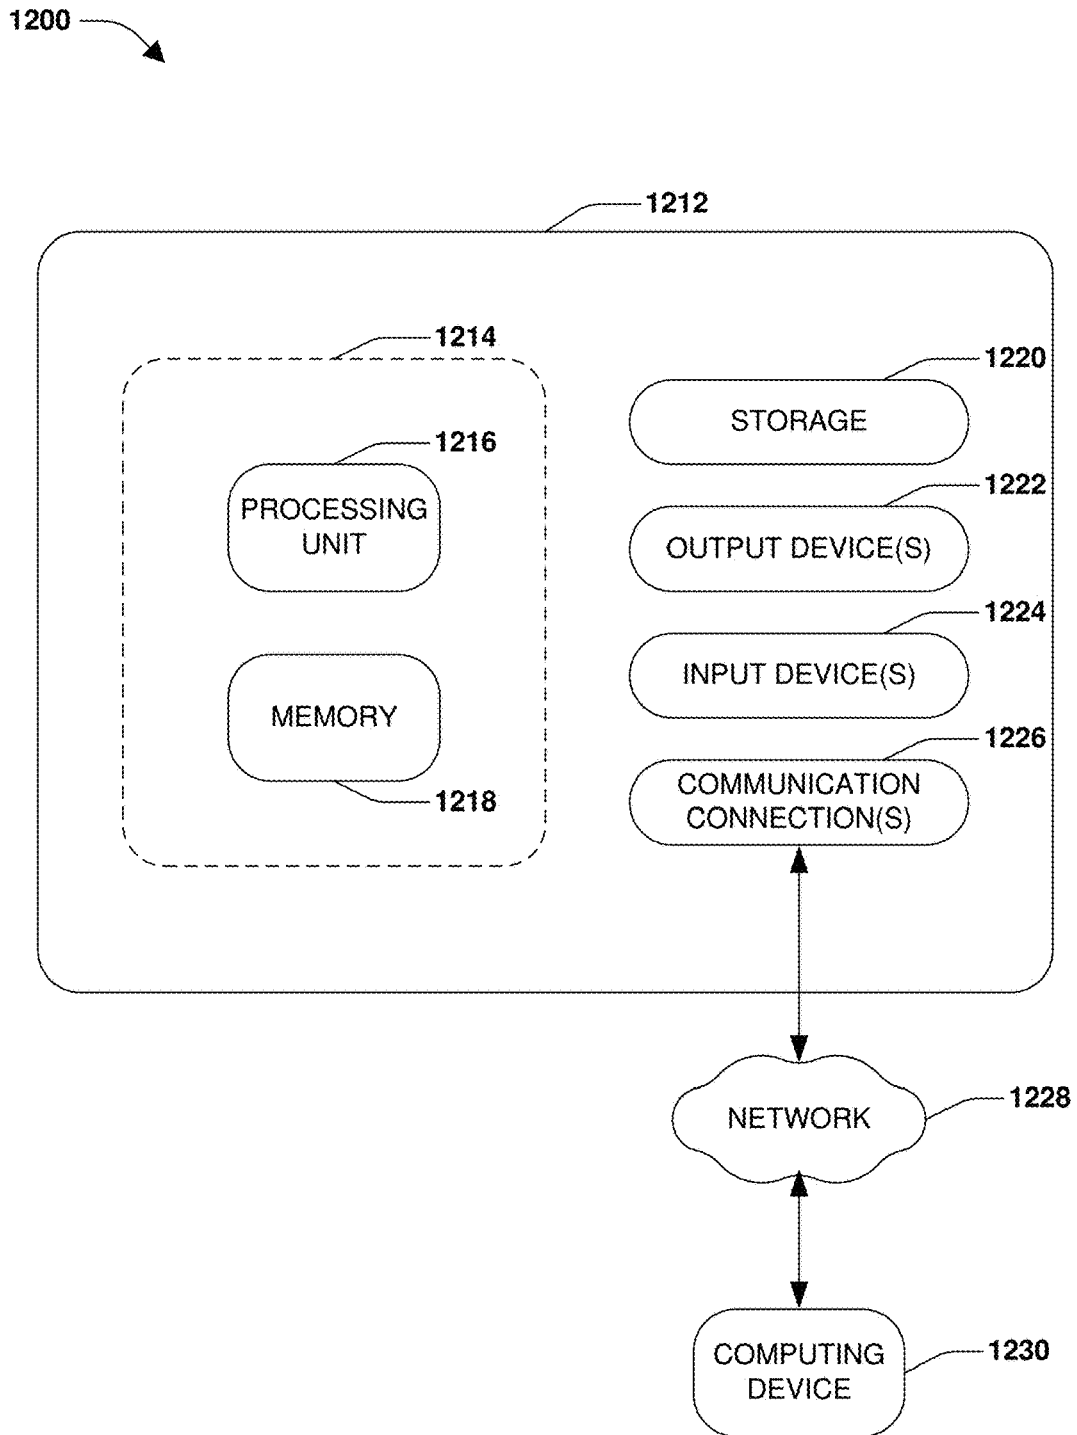 1200
1212
1214
1220
STORAGE
1216
PROCESSING
UNIT
1222
OUTPUT DEVICE(S)
1224
INPUT DEVICE(S)
MEMORY
1218
1226
COMMUNICATION
CONNECTION(S)
NETWORK
1228
COMPUTING
DEVICE
1230